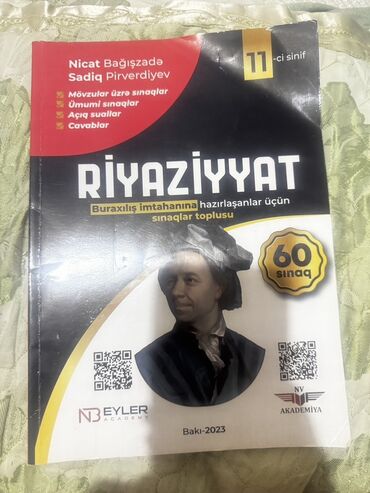 Nicat Bağışzadə
Sadiq Pirverdiyev
11-ci sinif
Mövzular üzrə sınaqlar
Ümumi sınaqlar
Açıq suallar
Cavablar
RİYAZİYYAT
Buraxılış imtahanına hazırlaşanlar üçün
sınaqlar toplusu
60
sınaq
NB EYLER
ACADEMY
NV
AKADEMİYA
Bakı-2023